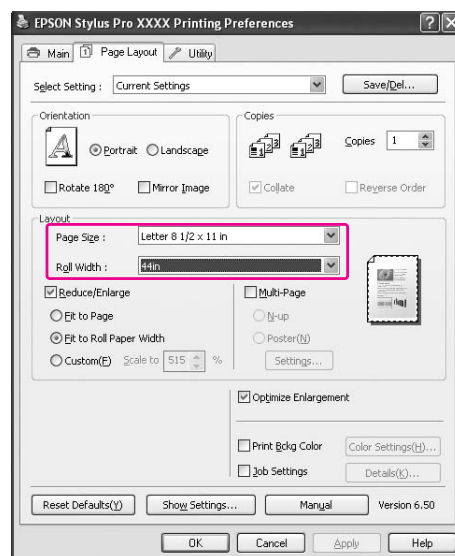 EPSON Stylus Pro XXXX Printing Preferences
Main Page Layout Utility
Select Setting : Current Settings Save/Del...
Orientation
A Portrait Landscape
Rotate 180° Mirror Image
Copies
Copies 1
Collate Reverse Order
Layout
Page Size : Letter 8 1/2 x 11 in
Roll Width : 44in
Reduce/Enlarge
Fit to Page
Fit to Roll Paper Width
Custom(E) Scale to 515 %
Multi-Page
N-up
Poster(N)
Settings...
Optimize Enlargement
Print Bckg Color Color Settings(H)...
Job Settings Details(K)...
Reset Defaults(Y) Show Settings... Manual Version 6.50
OK Cancel Apply Help